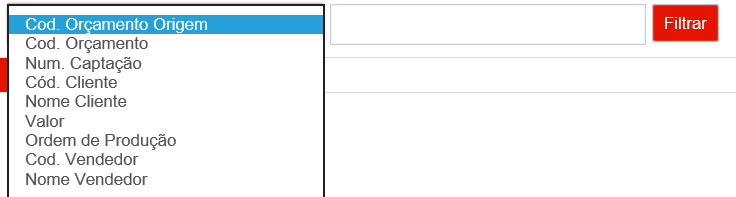 Cod. Orçamento Origem
Filtrar
Cod. Orçamento
Num. Captação
Cód. Cliente
Nome Cliente
Valor
Ordem de Produção
Cod. Vendedor
Nome Vendedor